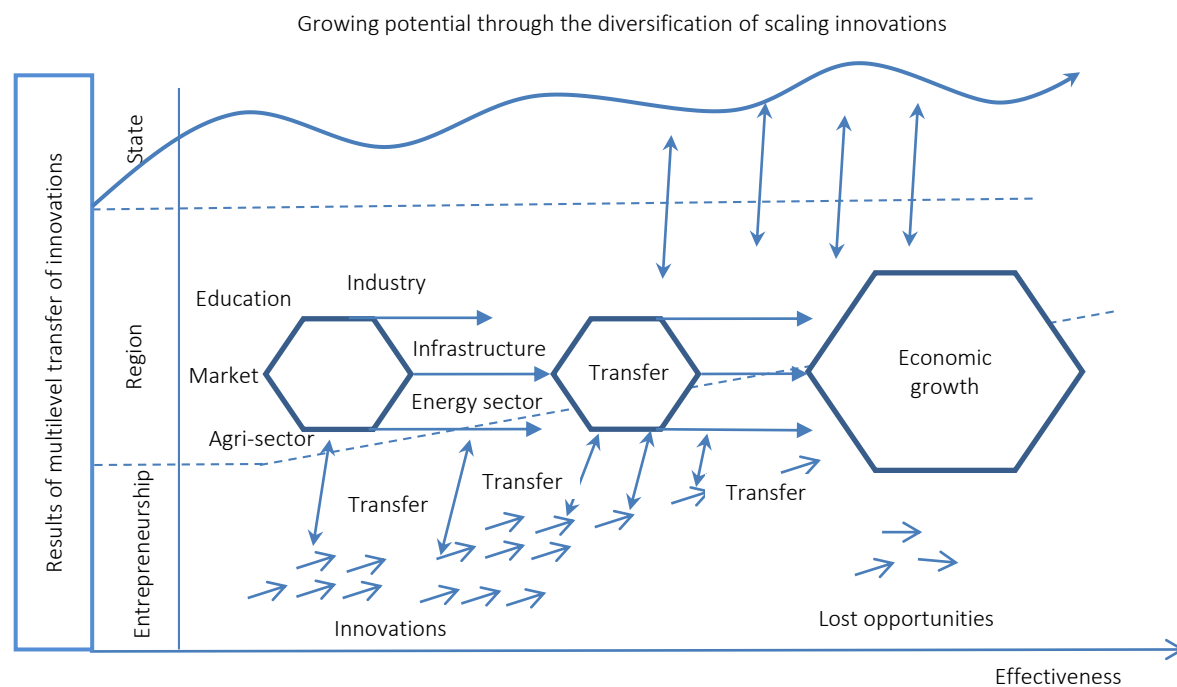 Growing potential through the diversification of scaling innovations
Results of multilevel transfer of innovations
State
Region
Entrepreneurship
Industry
Education
Infrastructure
Market
Transfer
Economic
growth
Energy sector
Agri-sector
Transfer
Transfer
Transfer
Innovations
Lost opportunities
Effectiveness